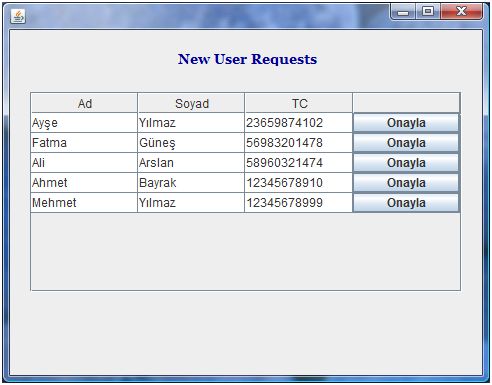 New User Requests
Ad Soyad TC
Ayşe Yılmaz 23659874102 Onayla
Fatma Güneş 56983201478 Onayla
Ali Arslan 58960321474 Onayla
Ahmet Bayrak 12345678910 Onayla
Mehmet Yılmaz 12345678999 Onayla